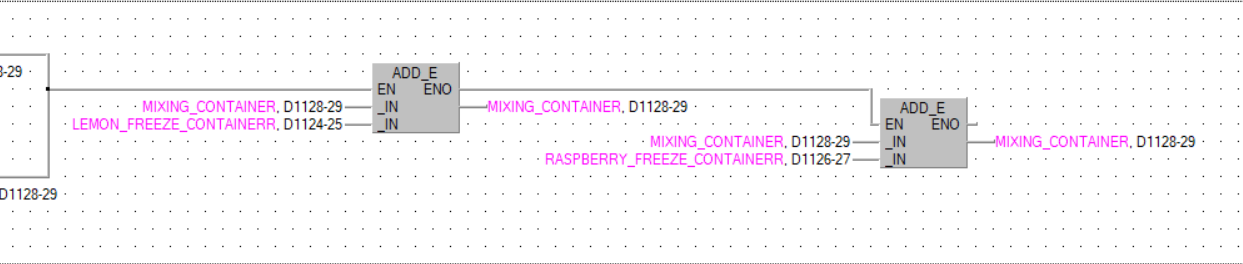 3-29
D1128-29
ADD_E
EN ENO
MIXING_CONTAINER, D1128-29 _IN MIXING_CONTAINER, D1128-29
LEMON_FREEZE_CONTAINERR, D1124-25 _IN
ADD_E
EN ENO
MIXING_CONTAINER, D1128-29 _IN MIXING_CONTAINER, D1128-29
RASPBERRY_FREEZE_CONTAINERR, D1126-27 _IN